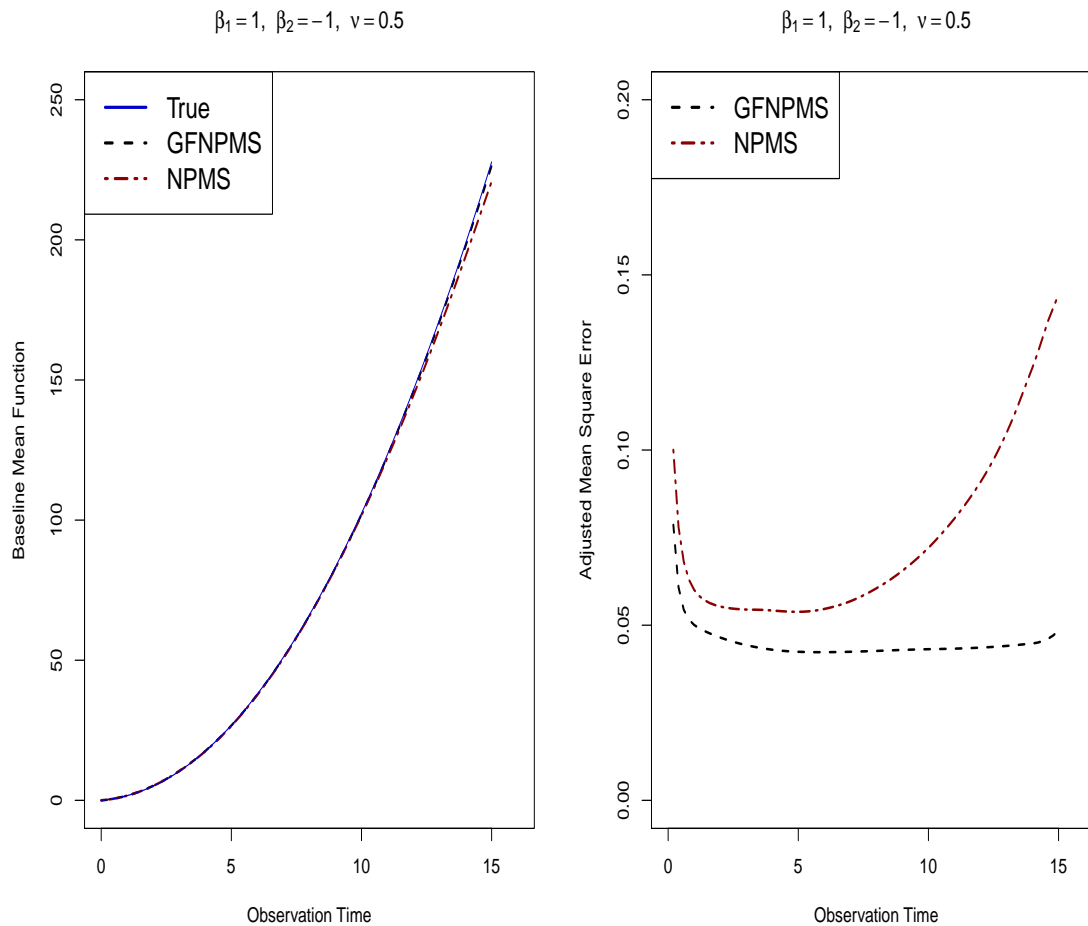 β₁ = 1, β₂ = −1, ν = 0.5
True
GFNPMS
NPMS
Baseline Mean Function
250
200
150
100
50
0
0 5 10 15
Observation Time
β₁ = 1, β₂ = −1, ν = 0.5
GFNPMS
NPMS
Adjusted Mean Square Error
0.20
0.15
0.10
0.05
0.00
0 5 10 15
Observation Time